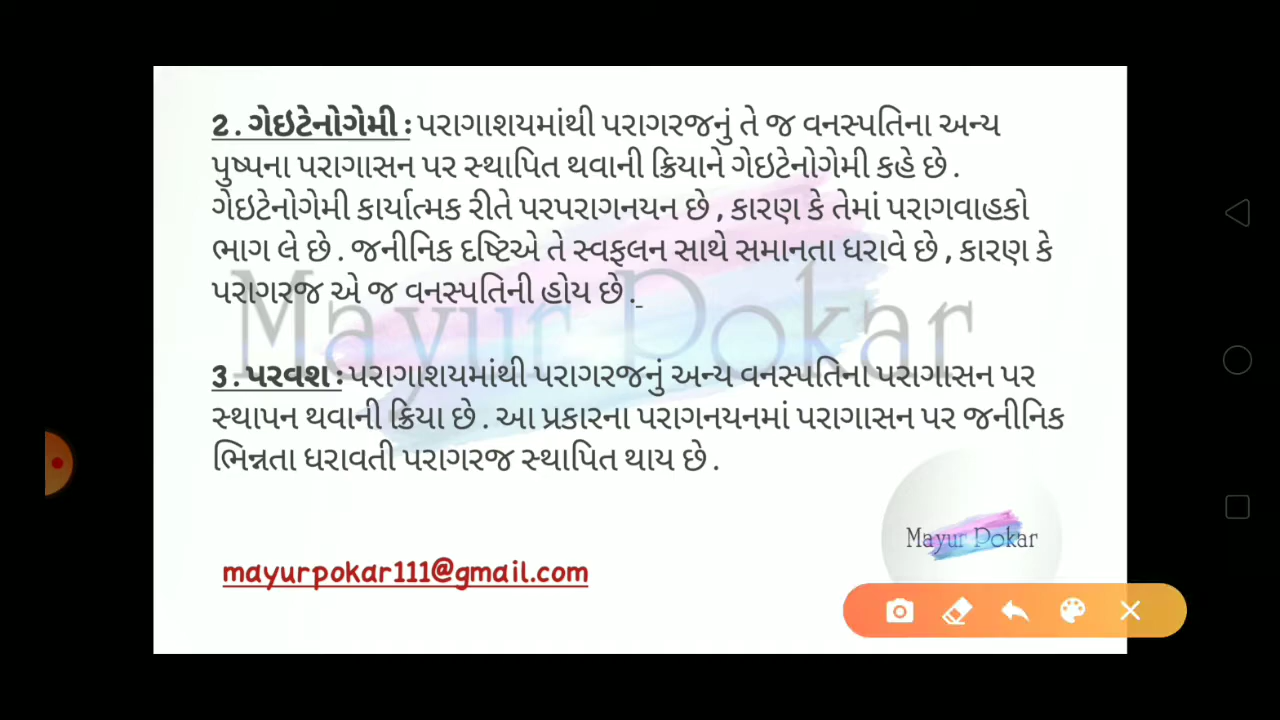 2 . ગેઇટેનોગેમી : પરાગાશયમાંથી પરાગરજનું તે જ વનસ્પતિના અન્ય
પુષ્પના પરાગાસન પર સ્થાપિત થવાની ક્રિયાને ગેઇટેનોગેમી કહે છે .
ગેઇટેનોગેમી કાર્યાત્મક રીતે પરપરાગનયન છે , કારણ કે તેમાં પરાગવાહકો
ભાગ લે છે . જનીનિક દષ્ટિએ તે સ્વફલન સાથે સમાનતા ધરાવે છે , કારણ કે
પરાગરજ એ જ વનસ્પતિની હોય છે .
Mayur Pokar
3 . પરવશ : પરાગાશયમાંથી પરાગરજનું અન્ય વનસ્પતિના પરાગાસન પર
સ્થાપન થવાની ક્રિયા છે . આ પ્રકારના પરાગનયનમાં પરાગાસન પર જનીનિક
ભિન્નતા ધરાવતી પરાગરજ સ્થાપિત થાય છે .
Mayur Pokar
mayurpokar111@gmail.com